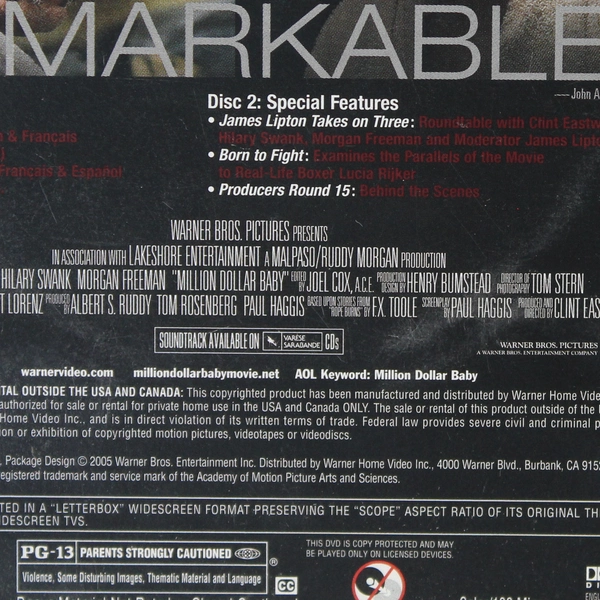 MARKABLE
John A
Disc 2: Special Features
• James Lipton Takes on Three: Roundtable with Clint Eastw
Hilary Swank, Morgan Freeman and Moderator James Lipto
& Français
• Born to Fight: Examines the Parallels of the Movie
to Real-Life Boxer Lucia Rijker
Français & Español
• Producers Round 15: Behind the Scenes
WARNER BROS. PICTURES PRESENTS
IN ASSOCIATION WITH LAKESHORE ENTERTAINMENT A MALPASO/RUDDY MORGAN PRODUCTION
HILARY SWANK MORGAN FREEMAN "MILLION DOLLAR BABY" EDITED BY JOEL COX, A.C.E. PRODUCTION DESIGN BY HENRY BUMSTEAD DIRECTOR OF PHOTOGRAPHY TOM STERN
T LORENZ PRODUCED BY ALBERT S. RUDDY TOM ROSENBERG PAUL HAGGIS BASED UPON STORIES FROM "ROPE BURNS" BY F.X. TOOLE SCREENPLAY BY PAUL HAGGIS PRODUCED AND DIRECTED BY CLINT EAS
SOUNDTRACK AVAILABLE ON VARÈSE SARABANDE CDs
WARNER BROS. PICTURES
A WARNER BROS. ENTERTAINMENT COMPANY
warnervideo.com milliondollarbabymovie.net AOL Keyword: Million Dollar Baby
TAL OUTSIDE THE USA AND CANADA: This copyrighted product has been manufactured and distributed by Warner Home Vide
authorized for sale or rental for private home use in the USA and Canada ONLY. The sale or rental of this product outside of the U
Home Video Inc., and is in direct violation of its written terms of trade. Federal law provides severe civil and criminal p
ion or exhibition of copyrighted motion pictures, videotapes or videodiscs.
. Package Design © 2005 Warner Bros. Entertainment Inc. Distributed by Warner Home Video Inc., 4000 Warner Blvd., Burbank, CA 9152
egistered trademark and service mark of the Academy of Motion Picture Arts and Sciences.
TED IN A "LETTERBOX" WIDESCREEN FORMAT PRESERVING THE "SCOPE" ASPECT RATIO OF ITS ORIGINAL TH
IDESCREEN TVS.
PG-13 PARENTS STRONGLY CAUTIONED ®
Violence, Some Disturbing Images, Thematic Material and Language
CC
THIS DVD IS COPY PROTECTED AND MAY
BE PLAYED ONLY ON LICENSED DEVICES.